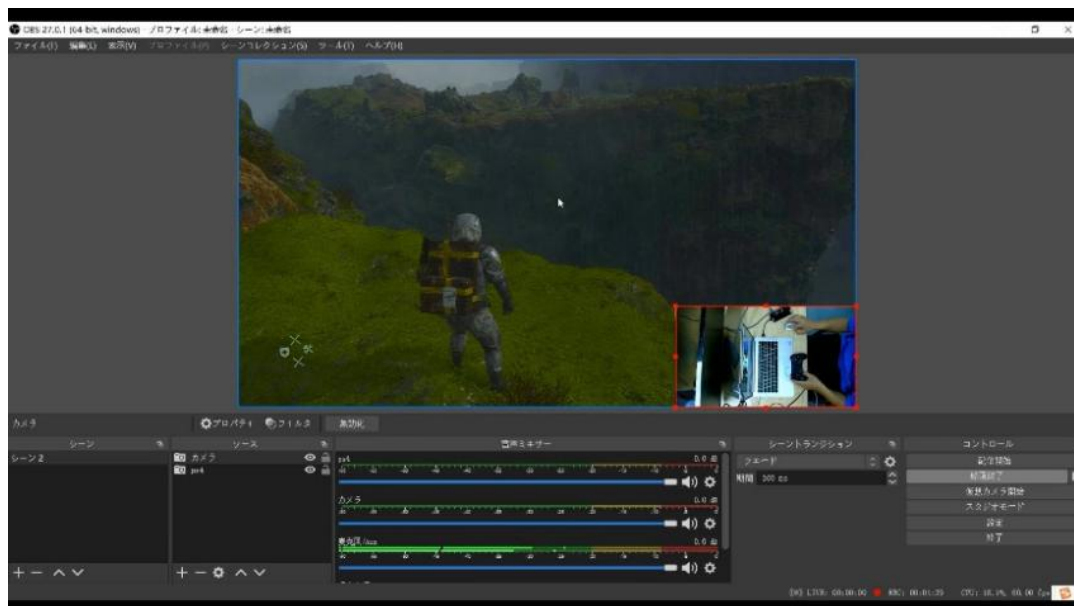 OBS 27.0.1 (64-bit, windows) - プロファイル: 未命名 - シーン: 未命名
ファイル(F) 編集(E) 表示(V) プロファイル(P) シーンコレクション(S) ツール(T) ヘルプ(H)
カメラ
プロパティ フィルタ 無効化
シーン
シーン 2
ソース
カメラ
ps4
音声ミキサー
ps4 0.0 dB
カメラ 0.0 dB
0.0 dB
シーントランジション
フェード
期間 300 ms
コントロール
配信開始
録画終了
仮想カメラ開始
スタジオモード
設定
終了
LIVE: 00:00:00 REC: 00:01:35